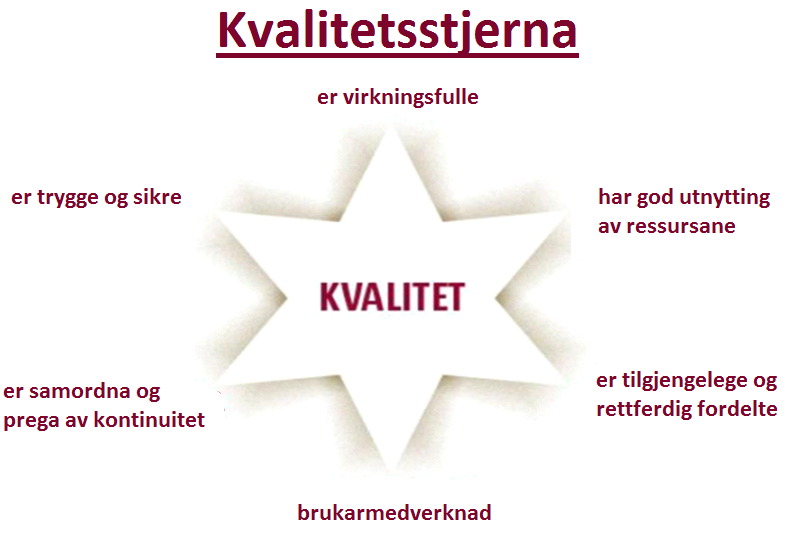 Kvalitetsstjerna
er virkningsfulle
er trygge og sikre
har god utnytting
av ressursane
KVALITET
er samordna og
prega av kontinuitet
er tilgjengelege og
rettferdig fordelte
brukarmedverknad